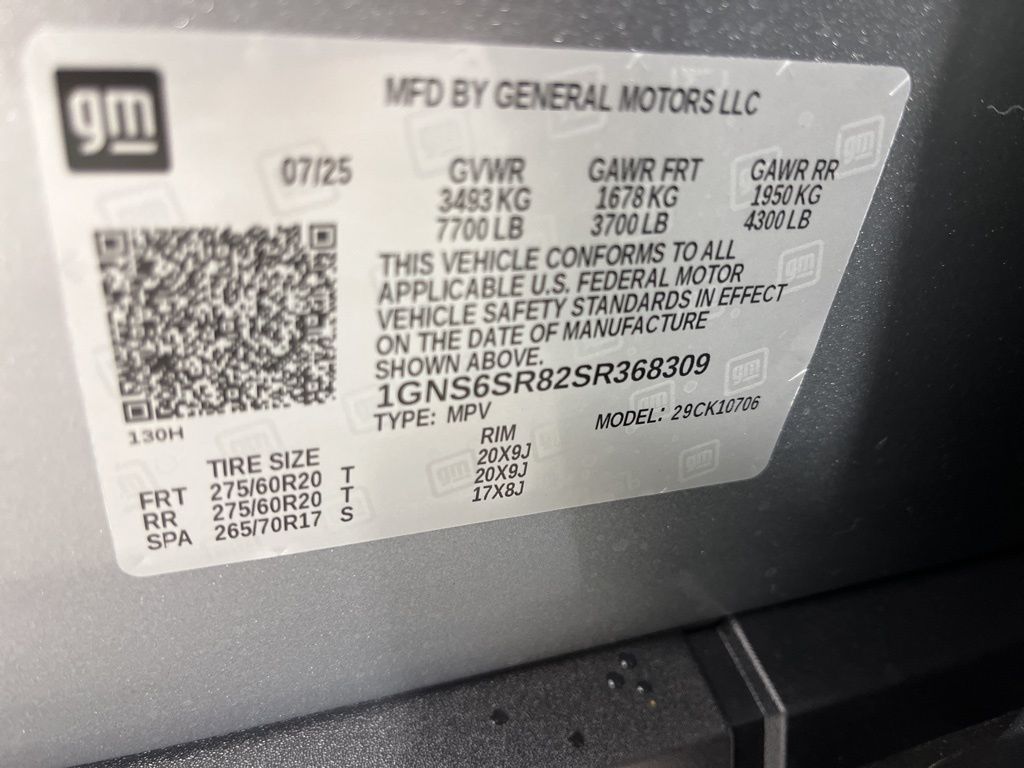 gm
MFD BY GENERAL MOTORS LLC
07/25 GVWR GAWR FRT GAWR RR
3493 KG 1678 KG 1950 KG
7700 LB 3700 LB 4300 LB
THIS VEHICLE CONFORMS TO ALL
APPLICABLE U.S. FEDERAL MOTOR
VEHICLE SAFETY STANDARDS IN EFFECT
ON THE DATE OF MANUFACTURE
SHOWN ABOVE.
1GNS6SR82SR368309
TYPE: MPV MODEL: 29CK10706
130H
TIRE SIZE RIM
FRT 275/60R20 T 20X9J
RR 275/60R20 T 20X9J
SPA 265/70R17 S 17X8J